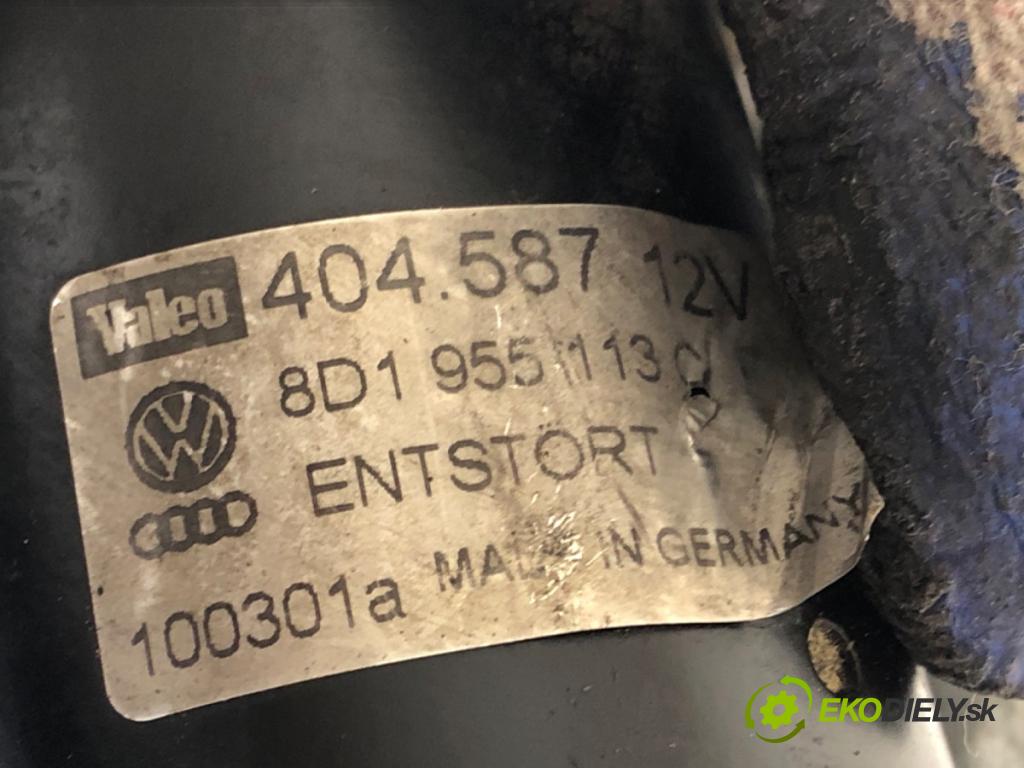 Valeo 404.587 12V
8D1 955 113
ENTSTÖRT
MADE IN GERMANY
100301a
EKODIELY.sk